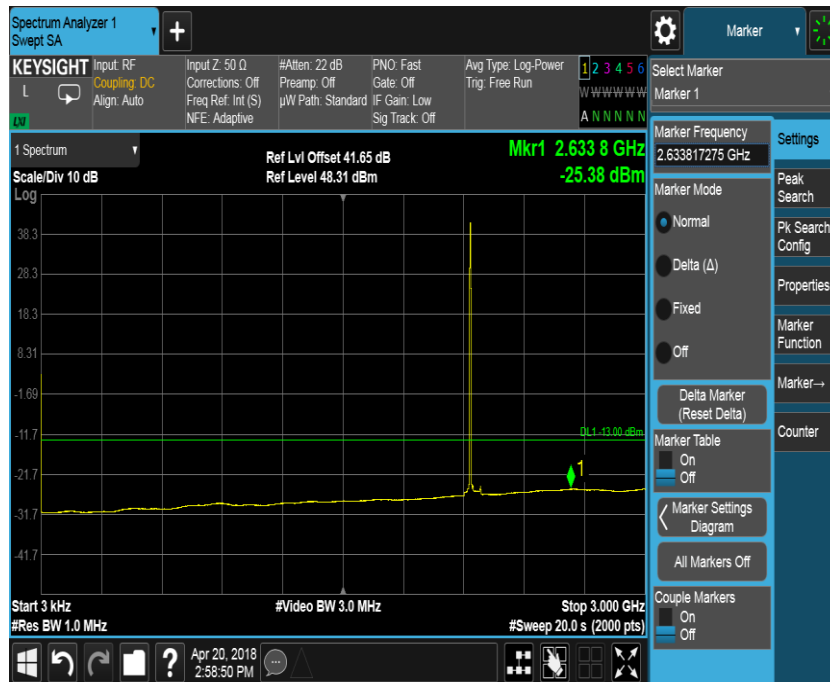 Spectrum Analyzer 1
Swept SA
+
Marker
KEYSIGHT
L
LXI
Input: RF
Coupling: DC
Align: Auto
Input Z: 50 Ω
Corrections: Off
Freq Ref: Int (S)
NFE: Adaptive
#Atten: 22 dB
Preamp: Off
µW Path: Standard
PNO: Fast
Gate: Off
IF Gain: Low
Sig Track: Off
Avg Type: Log-Power
Trig: Free Run
1 2 3 4 5 6
W W W W W W
A N N N N N
Select Marker
Marker 1
1 Spectrum
Scale/Div 10 dB
Log
Ref Lvl Offset 41.65 dB
Ref Level 48.31 dBm
Mkr1 2.633 8 GHz
-25.38 dBm
38.3
28.3
18.3
8.31
-1.69
-11.7
-21.7
-31.7
-41.7
DL1 -13.00 dBm
1
Start 3 kHz
#Res BW 1.0 MHz
#Video BW 3.0 MHz
Stop 3.000 GHz
#Sweep 20.0 s (2000 pts)
Marker Frequency
2.633817275 GHz
Marker Mode
Normal
Delta (Δ)
Fixed
Off
Delta Marker
(Reset Delta)
Marker Table
On
Off
Marker Settings
Diagram
All Markers Off
Couple Markers
On
Off
Settings
Peak
Search
Pk Search
Config
Properties
Marker
Function
Marker→
Counter
?
Apr 20, 2018
2:58:50 PM